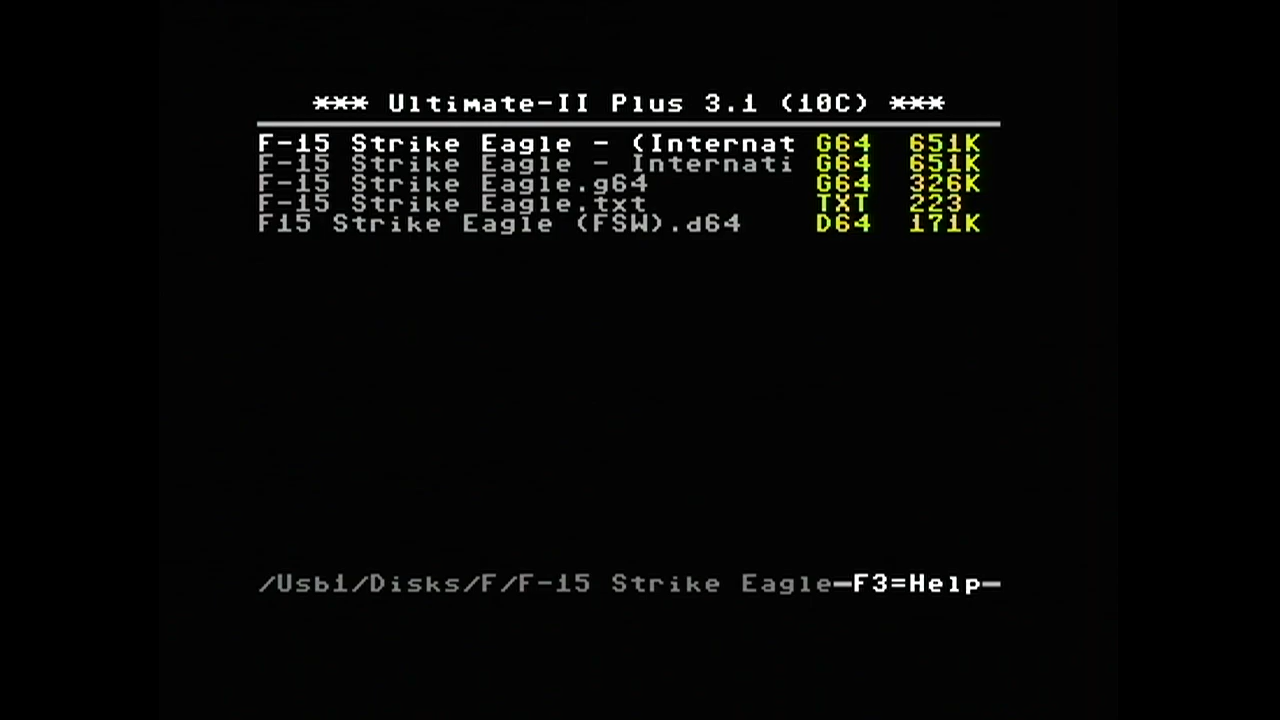 *** Ultimate-II Plus 3.1 (10C) ***
F-15 Strike Eagle - (Internat G64 651K
F-15 Strike Eagle - Internati G64 651K
F-15 Strike Eagle.g64 G64 326K
F-15 Strike Eagle.txt TXT 223
F15 Strike Eagle (FSW).d64 D64 171K
/Usb1/Disks/F/F-15 Strike Eagle—F3=Help—